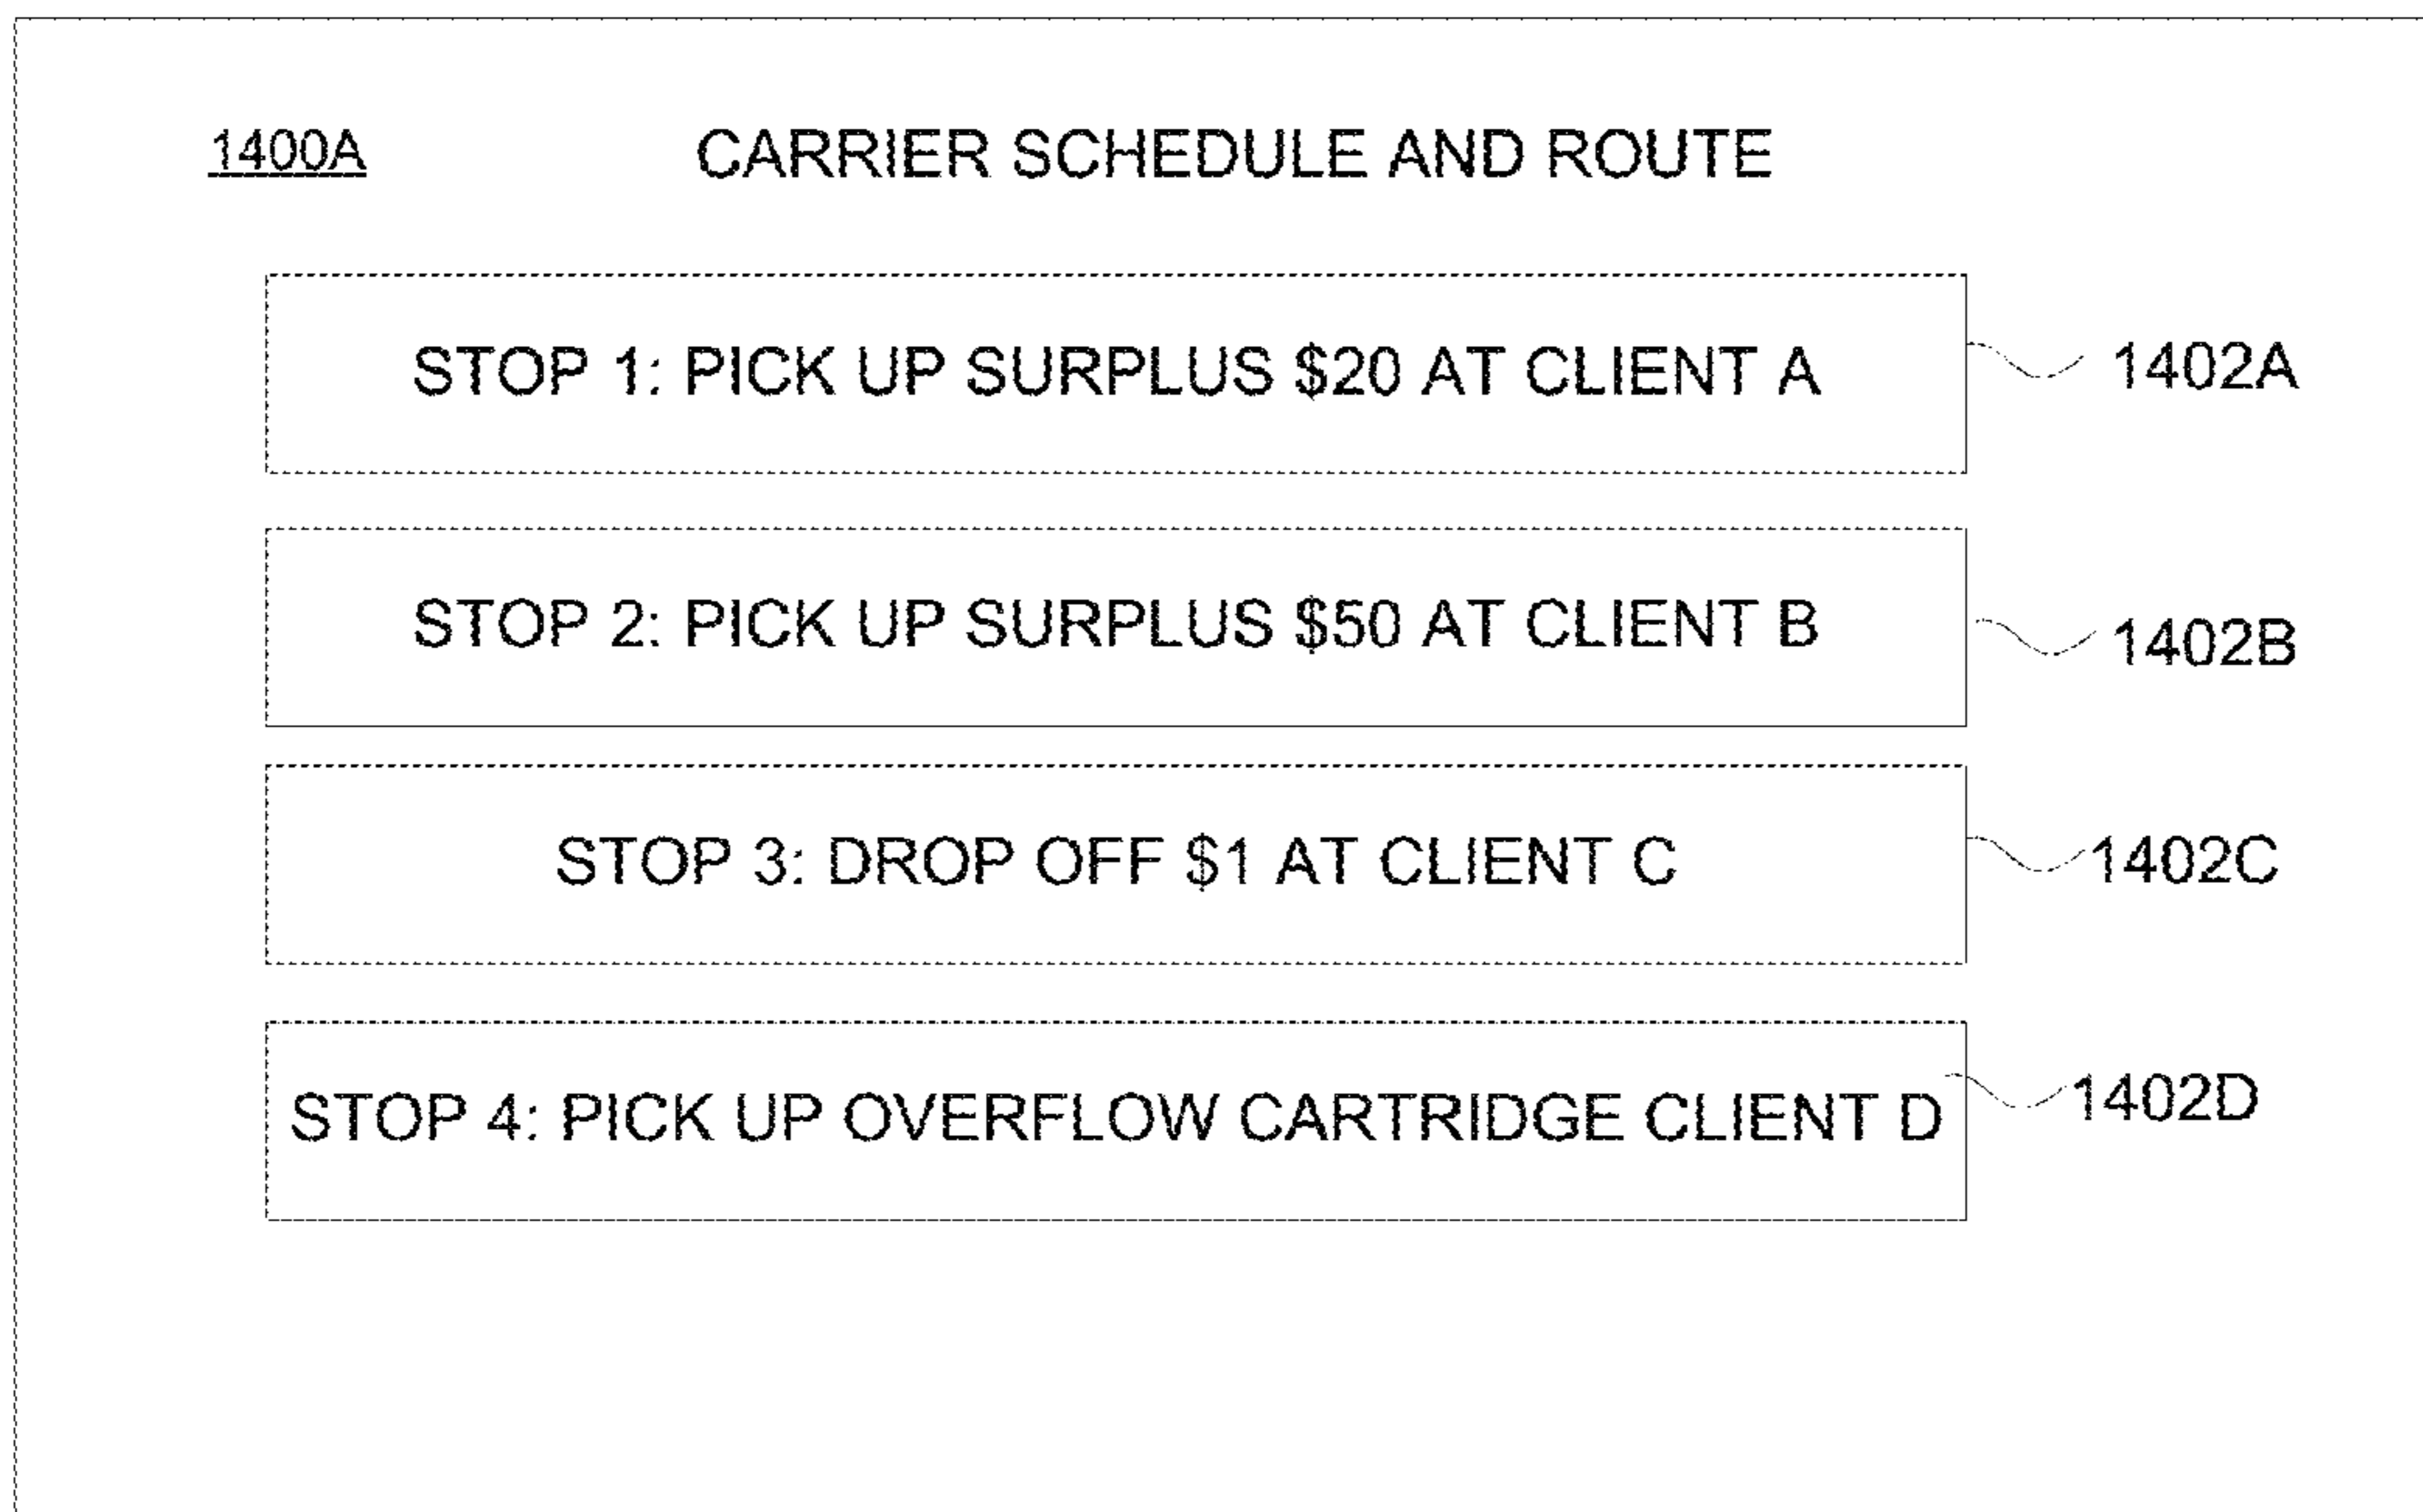 1400A CARRIER SCHEDULE AND ROUTE
STOP 1: PICK UP SURPLUS $20 AT CLIENT A 1402A
STOP 2: PICK UP SURPLUS $50 AT CLIENT B 1402B
STOP 3: DROP OFF $1 AT CLIENT C 1402C
STOP 4: PICK UP OVERFLOW CARTRIDGE CLIENT D 1402D